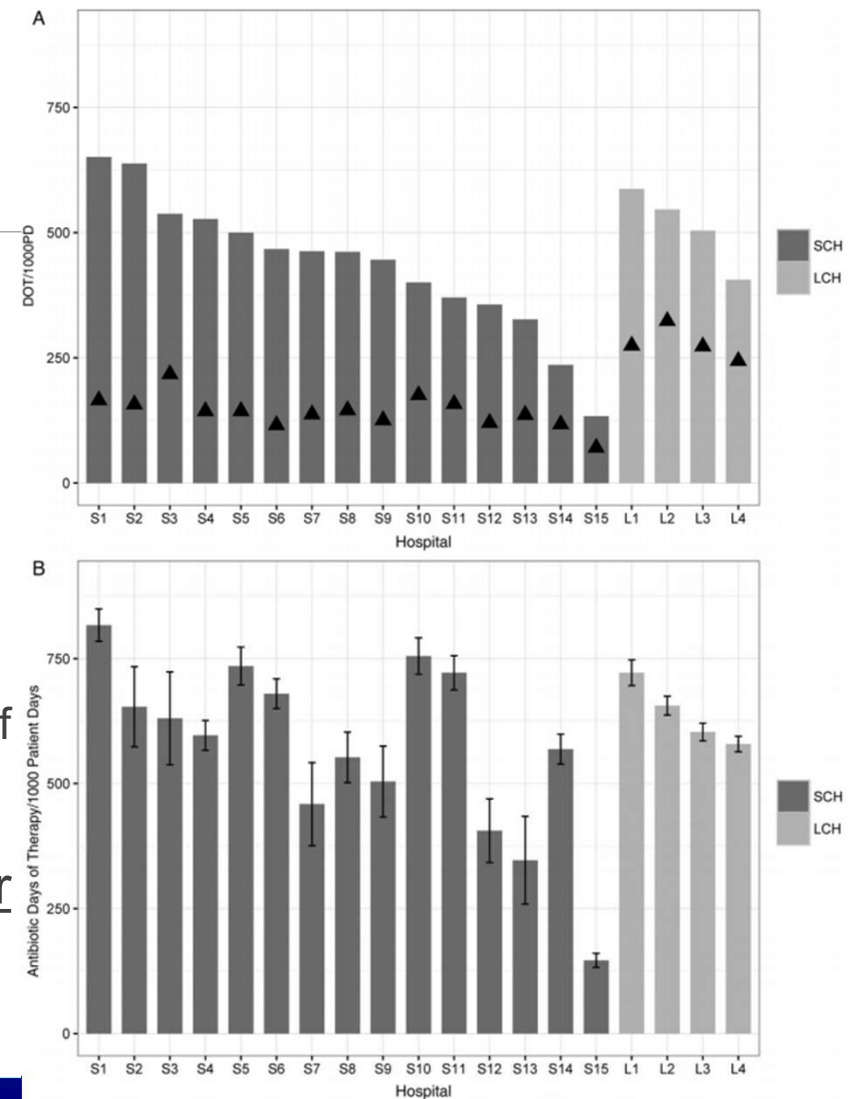 A
750
500
250
0
DOT/1000PD
S1 S2 S3 S4 S5 S6 S7 S8 S9 S10 S11 S12 S13 S14 S15 L1 L2 L3 L4
Hospital
SCH
LCH
B
750
500
250
0
Antibiotic Days of Therapy/1000 Patient Days
S1 S2 S3 S4 S5 S6 S7 S8 S9 S10 S11 S12 S13 S14 S15 L1 L2 L3 L4
Hospital
SCH
LCH
f
r